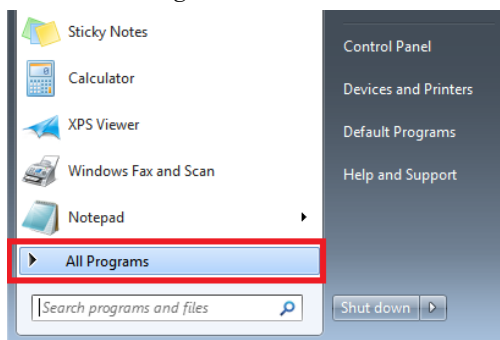 Sticky Notes
Calculator
XPS Viewer
Windows Fax and Scan
Notepad
All Programs
Search programs and files
Control Panel
Devices and Printers
Default Programs
Help and Support
Shut down